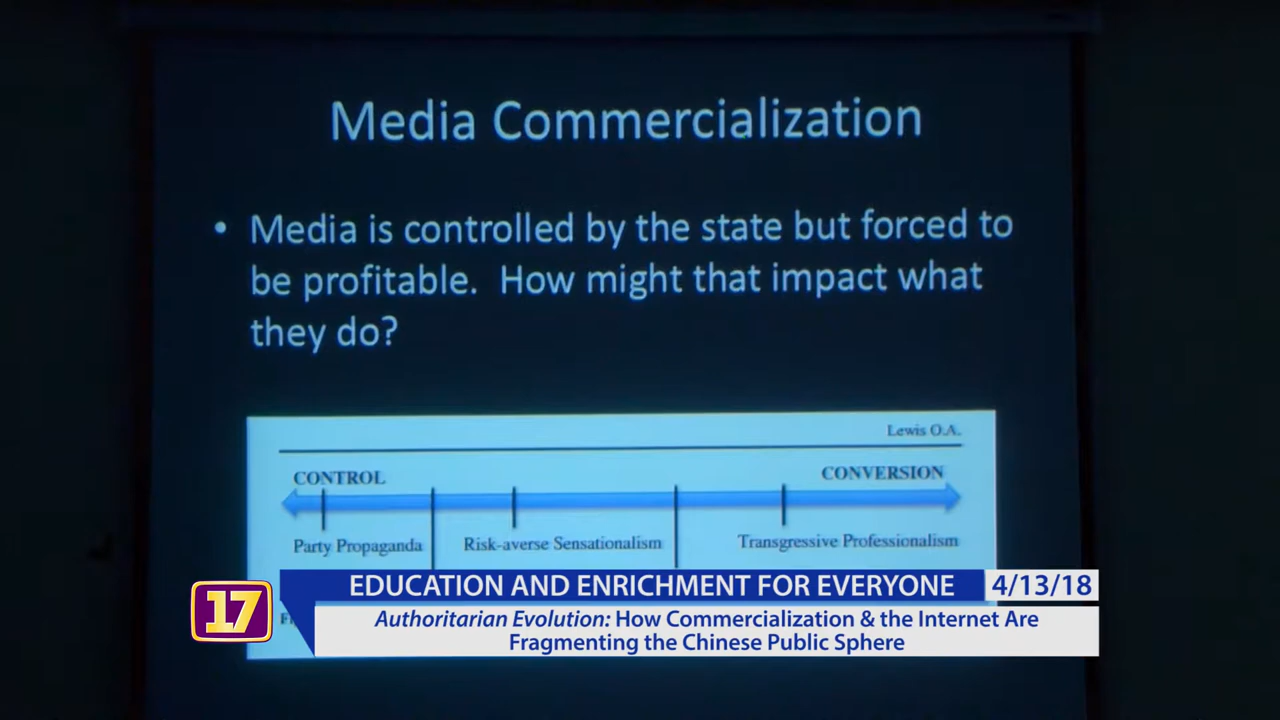 Media Commercialization
• Media is controlled by the state but forced to
be profitable. How might that impact what
they do?
Lewis O.A.
CONTROL
CONVERSION
Party Propaganda
Risk-averse Sensationalism
Transgressive Professionalism
17
EDUCATION AND ENRICHMENT FOR EVERYONE
4/13/18
Authoritarian Evolution: How Commercialization & the Internet Are
Fragmenting the Chinese Public Sphere